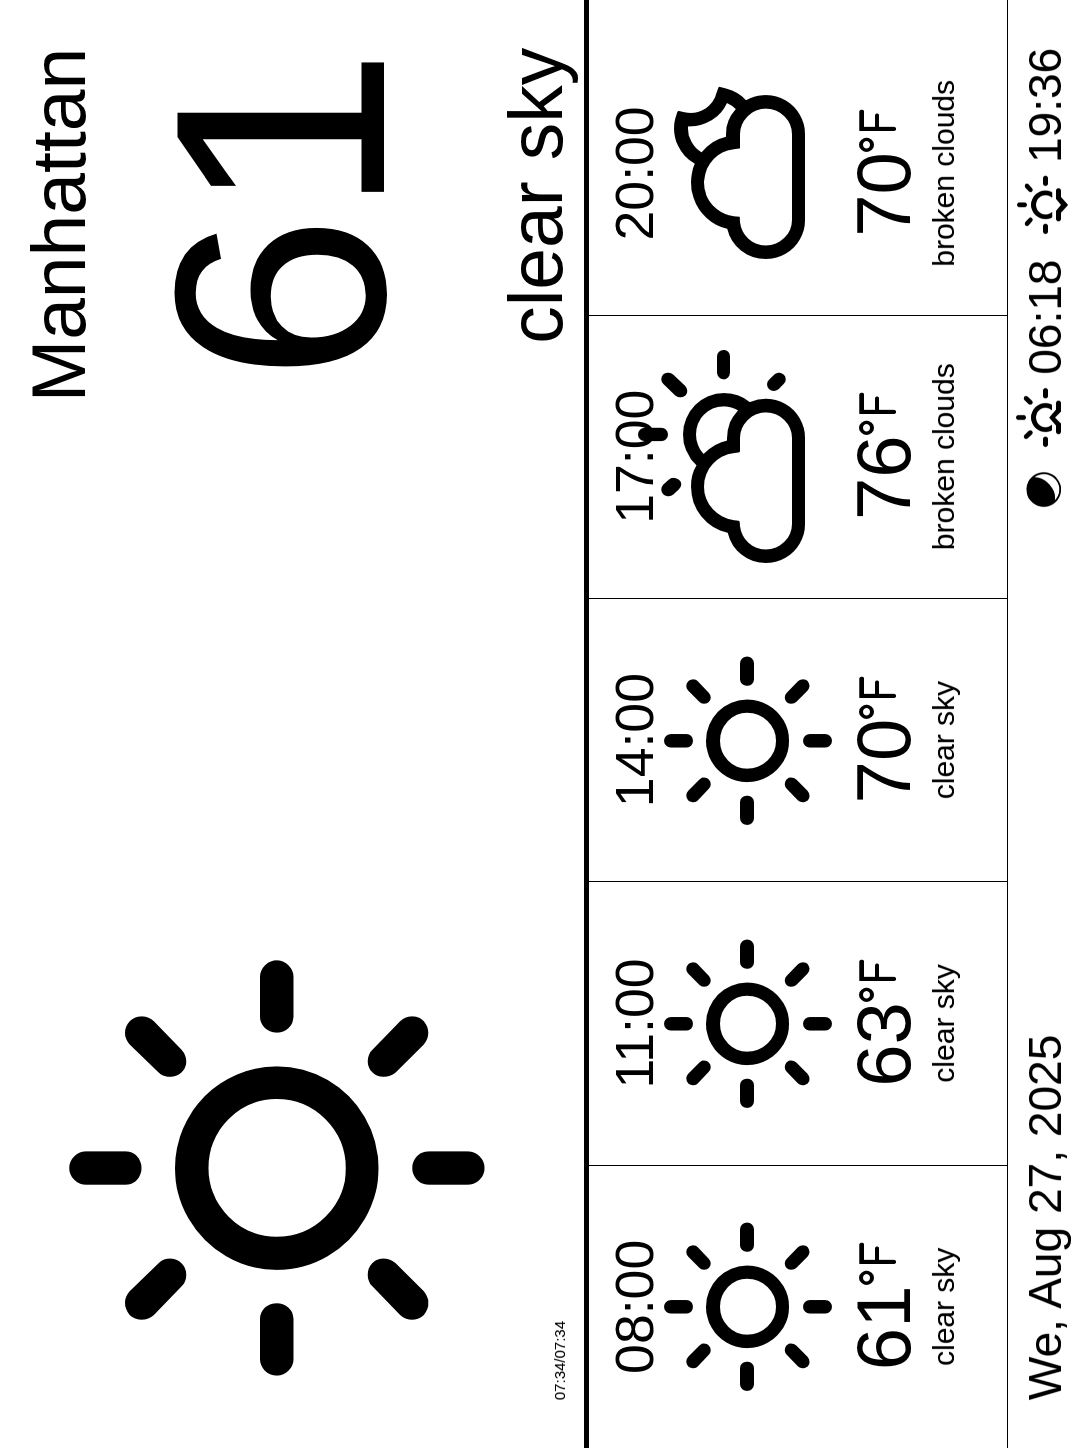 Manhattan
61
clear sky
07:34/07:34
08:00
61°F
clear sky
11:00
63°F
clear sky
14:00
70°F
clear sky
17:00
76°F
broken clouds
20:00
70°F
broken clouds
We, Aug 27, 2025
06:18
19:36